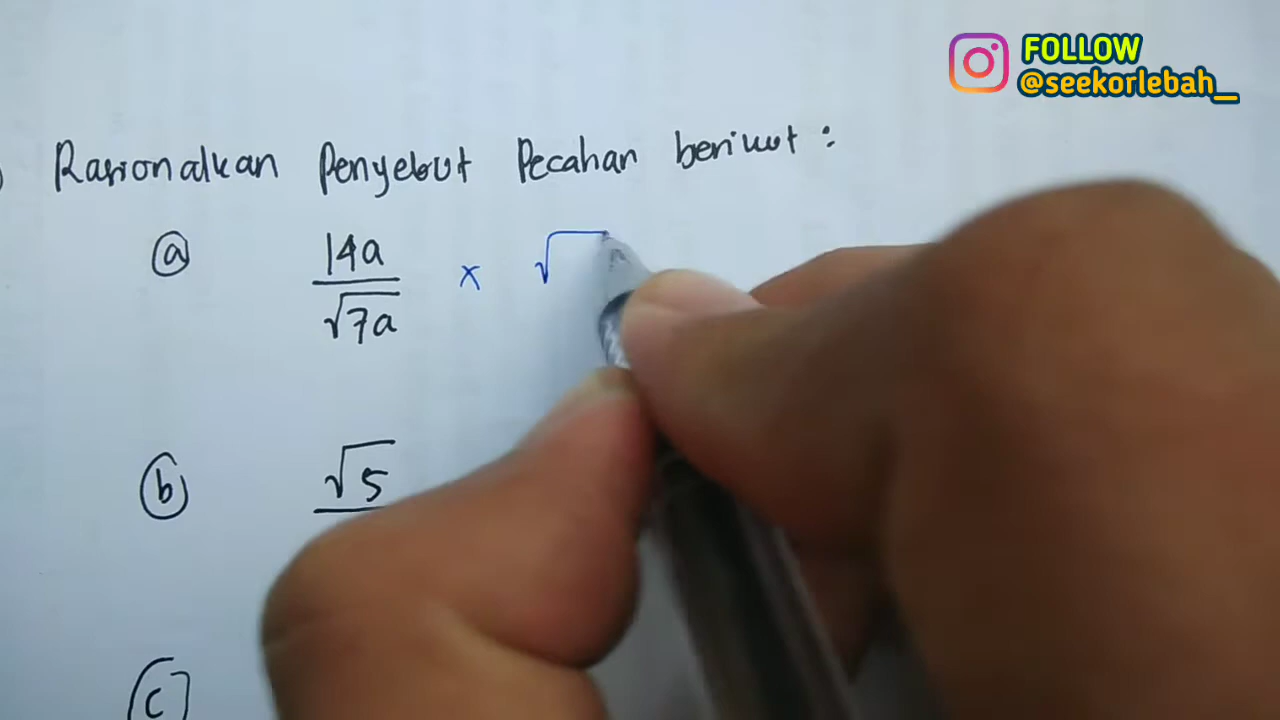 FOLLOW
@seekorlebah_
Rasionalkan Penyebut Pecahan berikut :
a 14a
√7a
× √
b √5
c